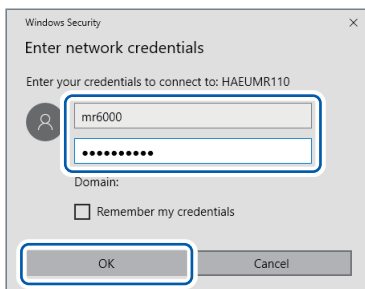 Windows Security
Enter network credentials
Enter your credentials to connect to: HAEUMR110
mr6000
••••••••••
Domain:
Remember my credentials
OK Cancel